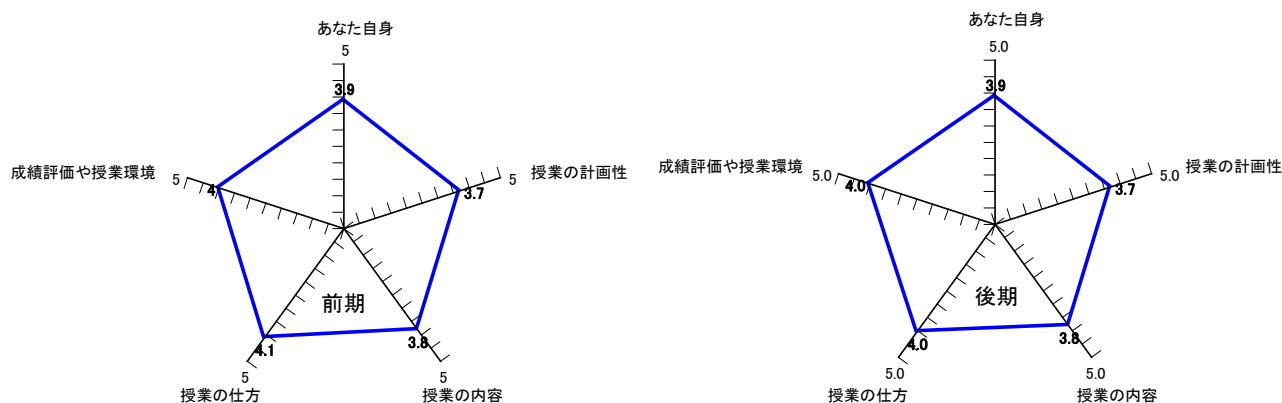 あなた自身
5
3.9
成績評価や授業環境
5
4
授業の計画性
5
3.7
前期
4.1
5
授業の仕方
3.8
5
授業の内容
あなた自身
5.0
3.9
成績評価や授業環境
5.0
4.0
授業の計画性
5.0
3.7
後期
4.0
5.0
授業の仕方
3.8
5.0
授業の内容